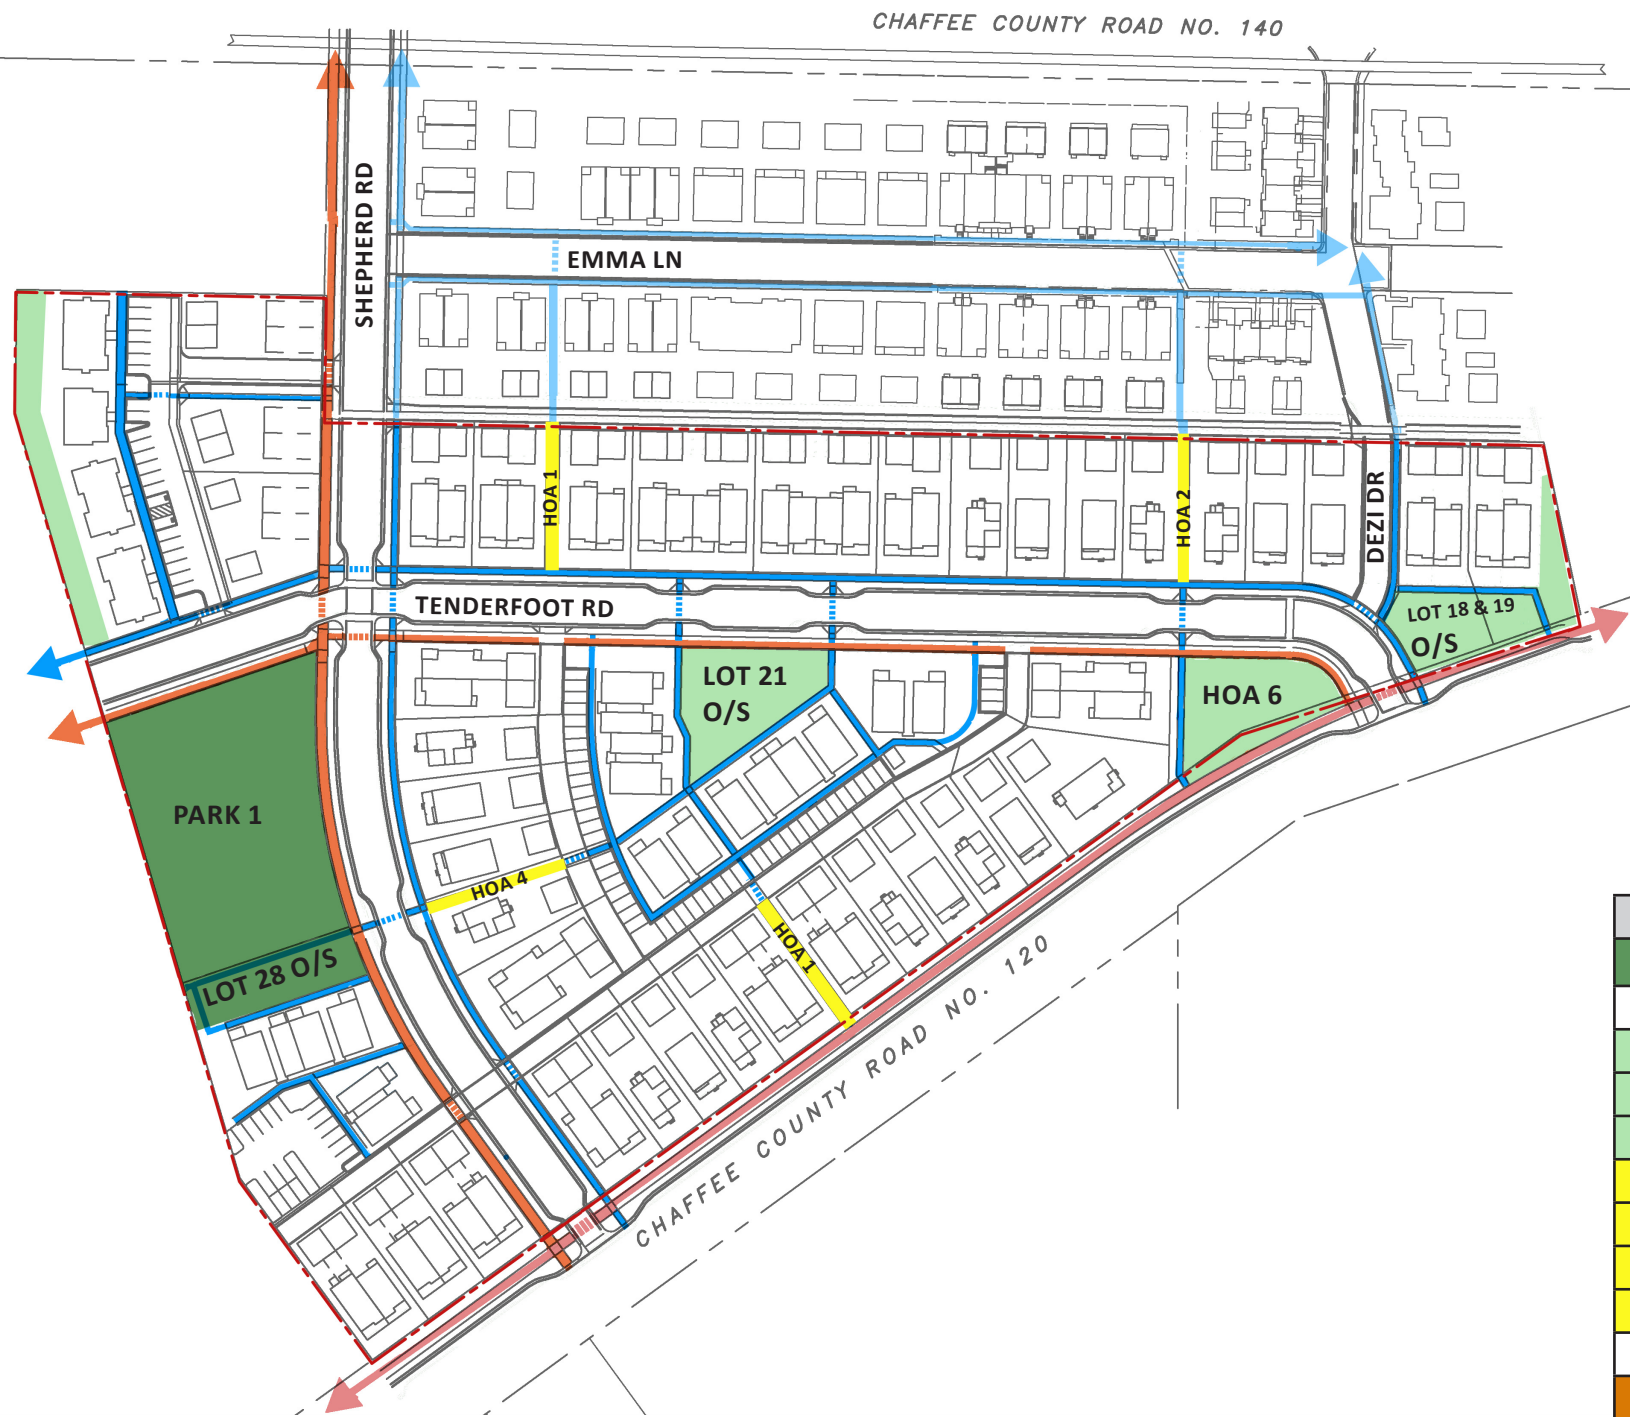 CHAFFEE COUNTY ROAD NO. 140
SHEPHERD RD
EMMA LN
HOA 1
HOA 2
DEZI DR
TENDERFOOT RD
LOT 18 & 19
O/S
LOT 21
O/S
HOA 6
PARK 1
HOA 4
HOA 1
LOT 28 O/S
CHAFFEE COUNTY ROAD NO. 120